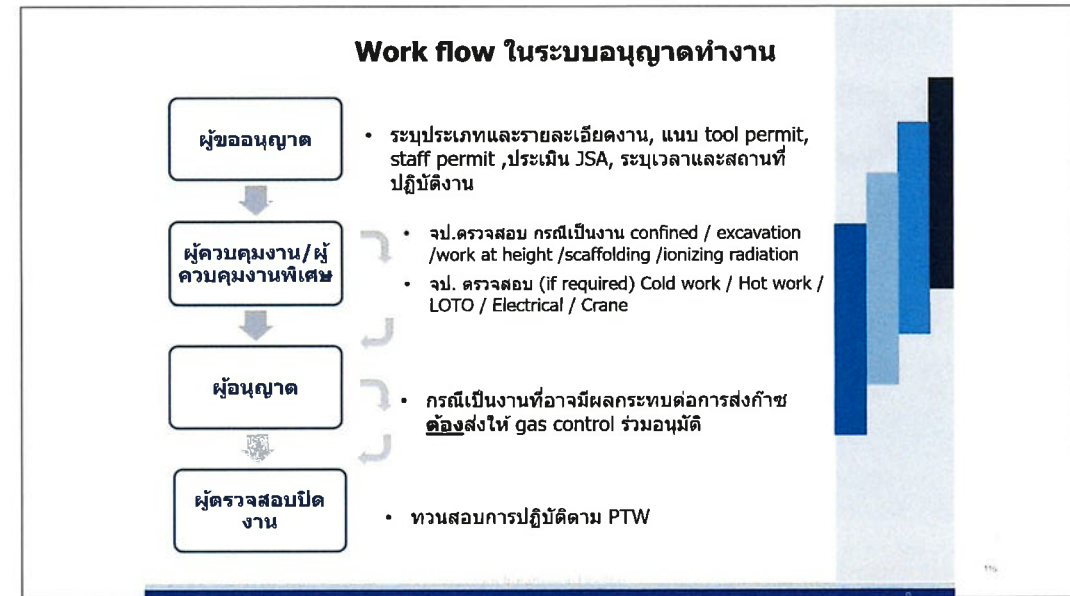 Work flow ในระบบอนุญาตทำงาน
ผู้ขออนุญาต
• ระบุประเภทและรายละเอียดงาน, แนบ tool permit,
staff permit ,ประเมิน JSA, ระบุเวลาและสถานที่
ปฏิบัติงาน
ผู้ควบคุมงาน/ผู้
ควบคุมงานพิเศษ
• จป.ตรวจสอบ กรณีเป็นงาน confined / excavation
/work at height /scaffolding /ionizing radiation
• จป. ตรวจสอบ (if required) Cold work / Hot work /
LOTO / Electrical / Crane
ผู้อนุญาต
• กรณีเป็นงานที่อาจมีผลกระทบต่อการส่งก๊าซ
ต้องส่งให้ gas control ร่วมอนุมัติ
ผู้ตรวจสอบปิด
งาน
• ทวนสอบการปฏิบัติตาม PTW